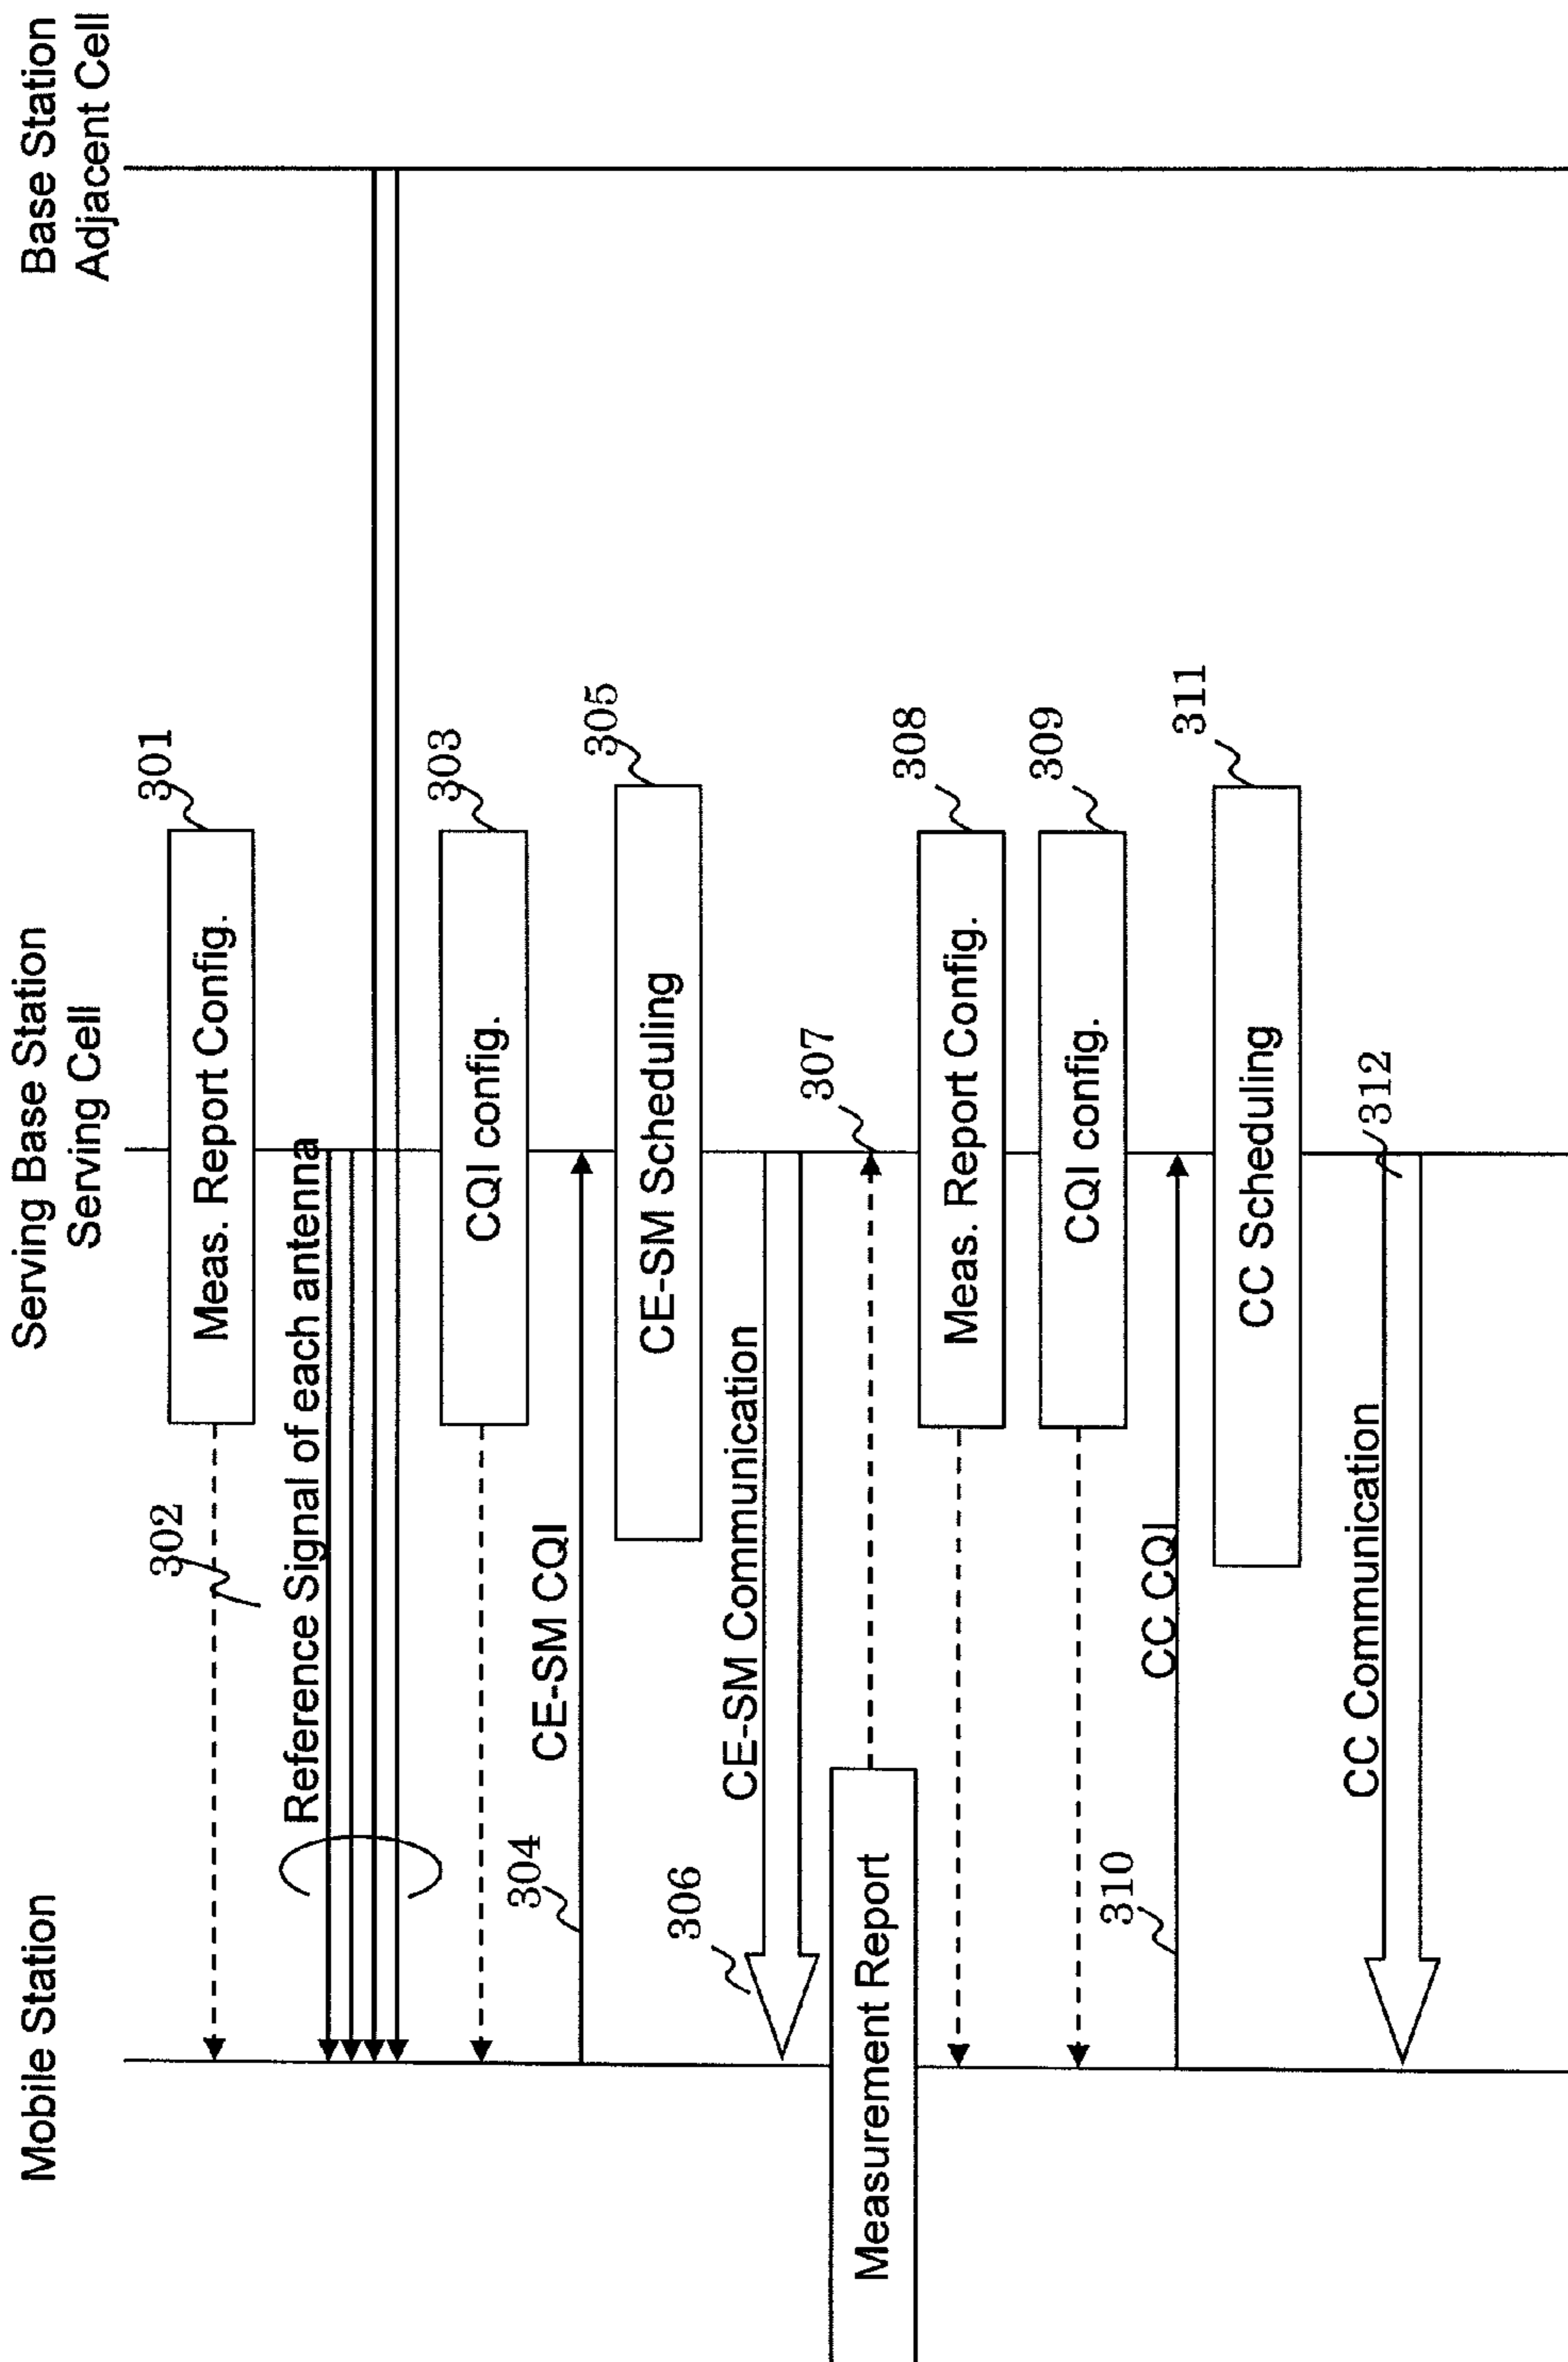 Mobile Station
Serving Base Station
Serving Cell
Base Station
Adjacent Cell
301
Meas. Report Config.
302
Reference Signal of each antenna
303
CQI config.
304
CE-SM CQI
305
CE-SM Scheduling
306
CE-SM Communication
307
Measurement Report
308
Meas. Report Config.
309
CQI config.
310
CC CQI
311
CC Scheduling
312
CC Communication